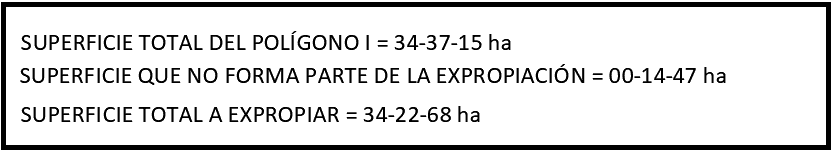 SUPERFICIE TOTAL DEL POLÍGONO I = 34-37-15 ha
SUPERFICIE QUE NO FORMA PARTE DE LA EXPROPIACIÓN = 00-14-47 ha
SUPERFICIE TOTAL A EXPROPIAR = 34-22-68 ha